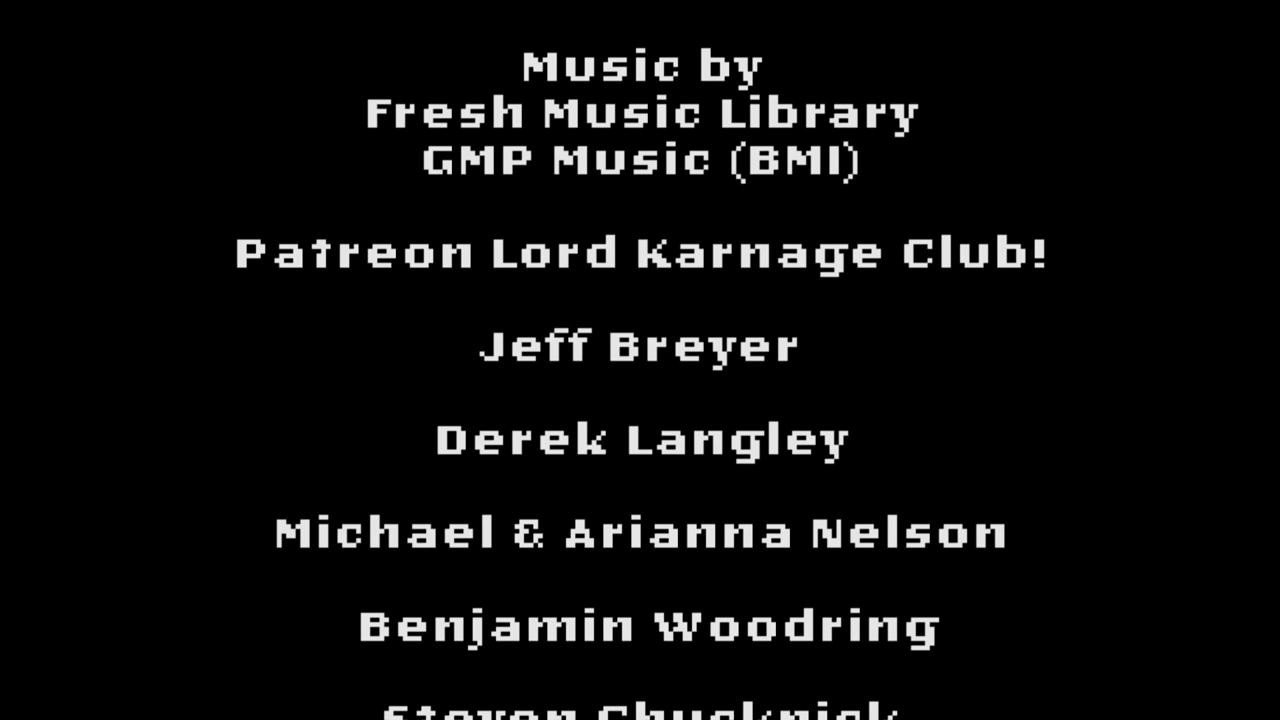 Music by
Fresh Music Library
GMP Music (BMI)
Patreon Lord Karnage Club!
Jeff Breyer
Derek Langley
Michael & Arianna Nelson
Benjamin Woodring
Steven